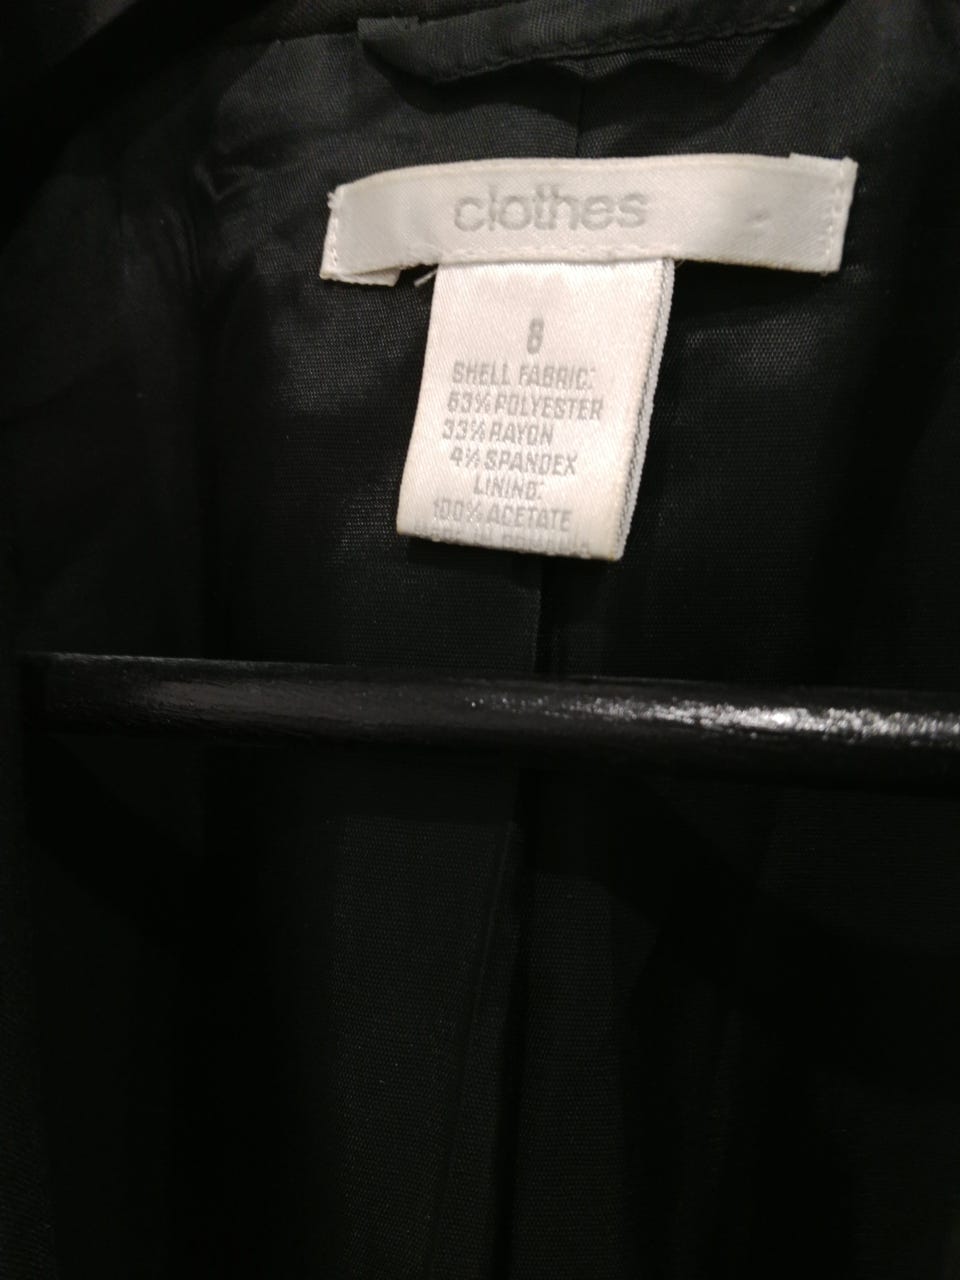 clothes
8
SHELL FABRIC:
63% POLYESTER
33% RAYON
4% SPANDEX
LINING:
100% ACETATE